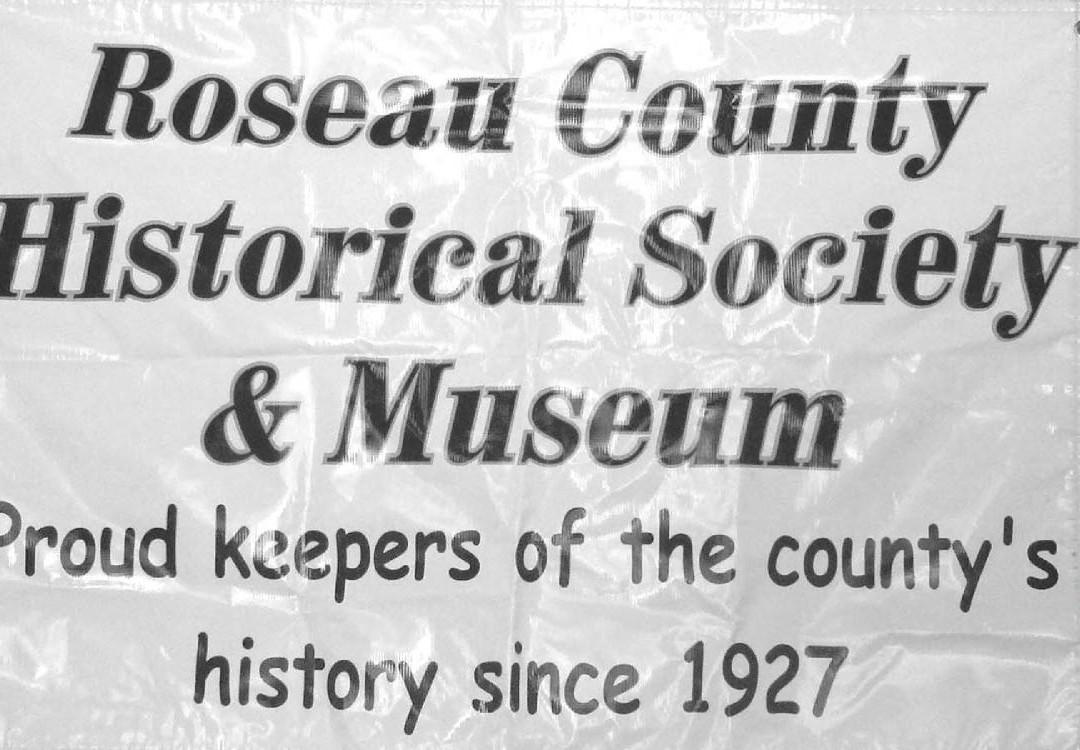 Roseau County
Historical Society
& Museum
Proud keepers of the county's
history since 1927